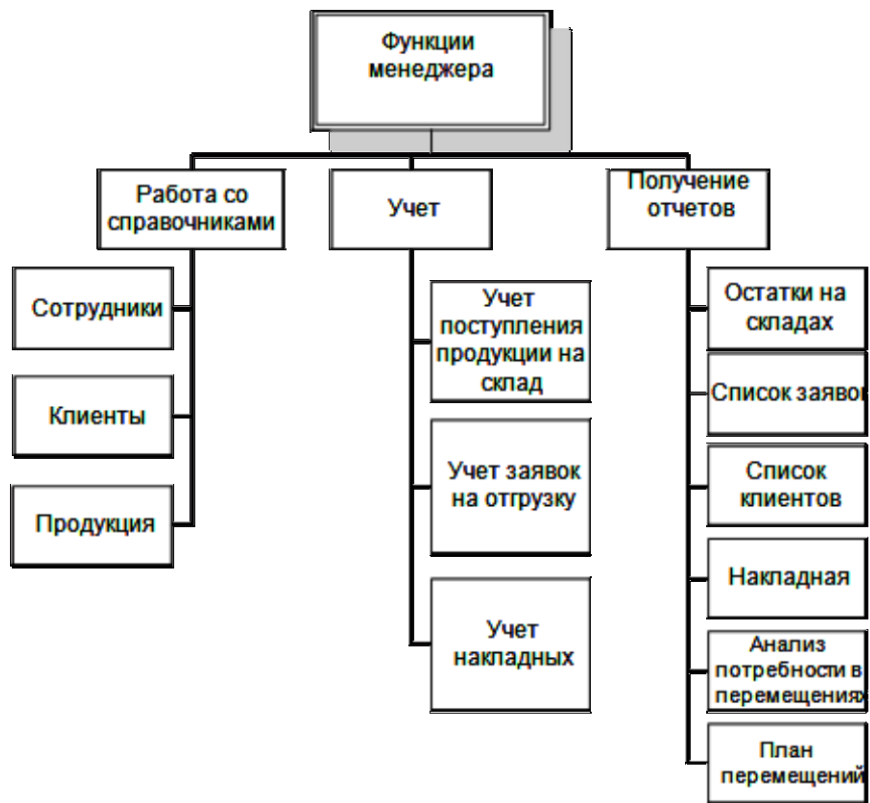 Функции
менеджера
Работа со
справочниками
Учет
Получение
отчетов
Сотрудники
Клиенты
Продукция
Учет
поступления
продукции на
склад
Учет заявок
на отгрузку
Учет
накладных
Остатки на
складах
Список заявок
Список
клиентов
Накладная
Анализ
потребности в
перемещениях
План
перемещений